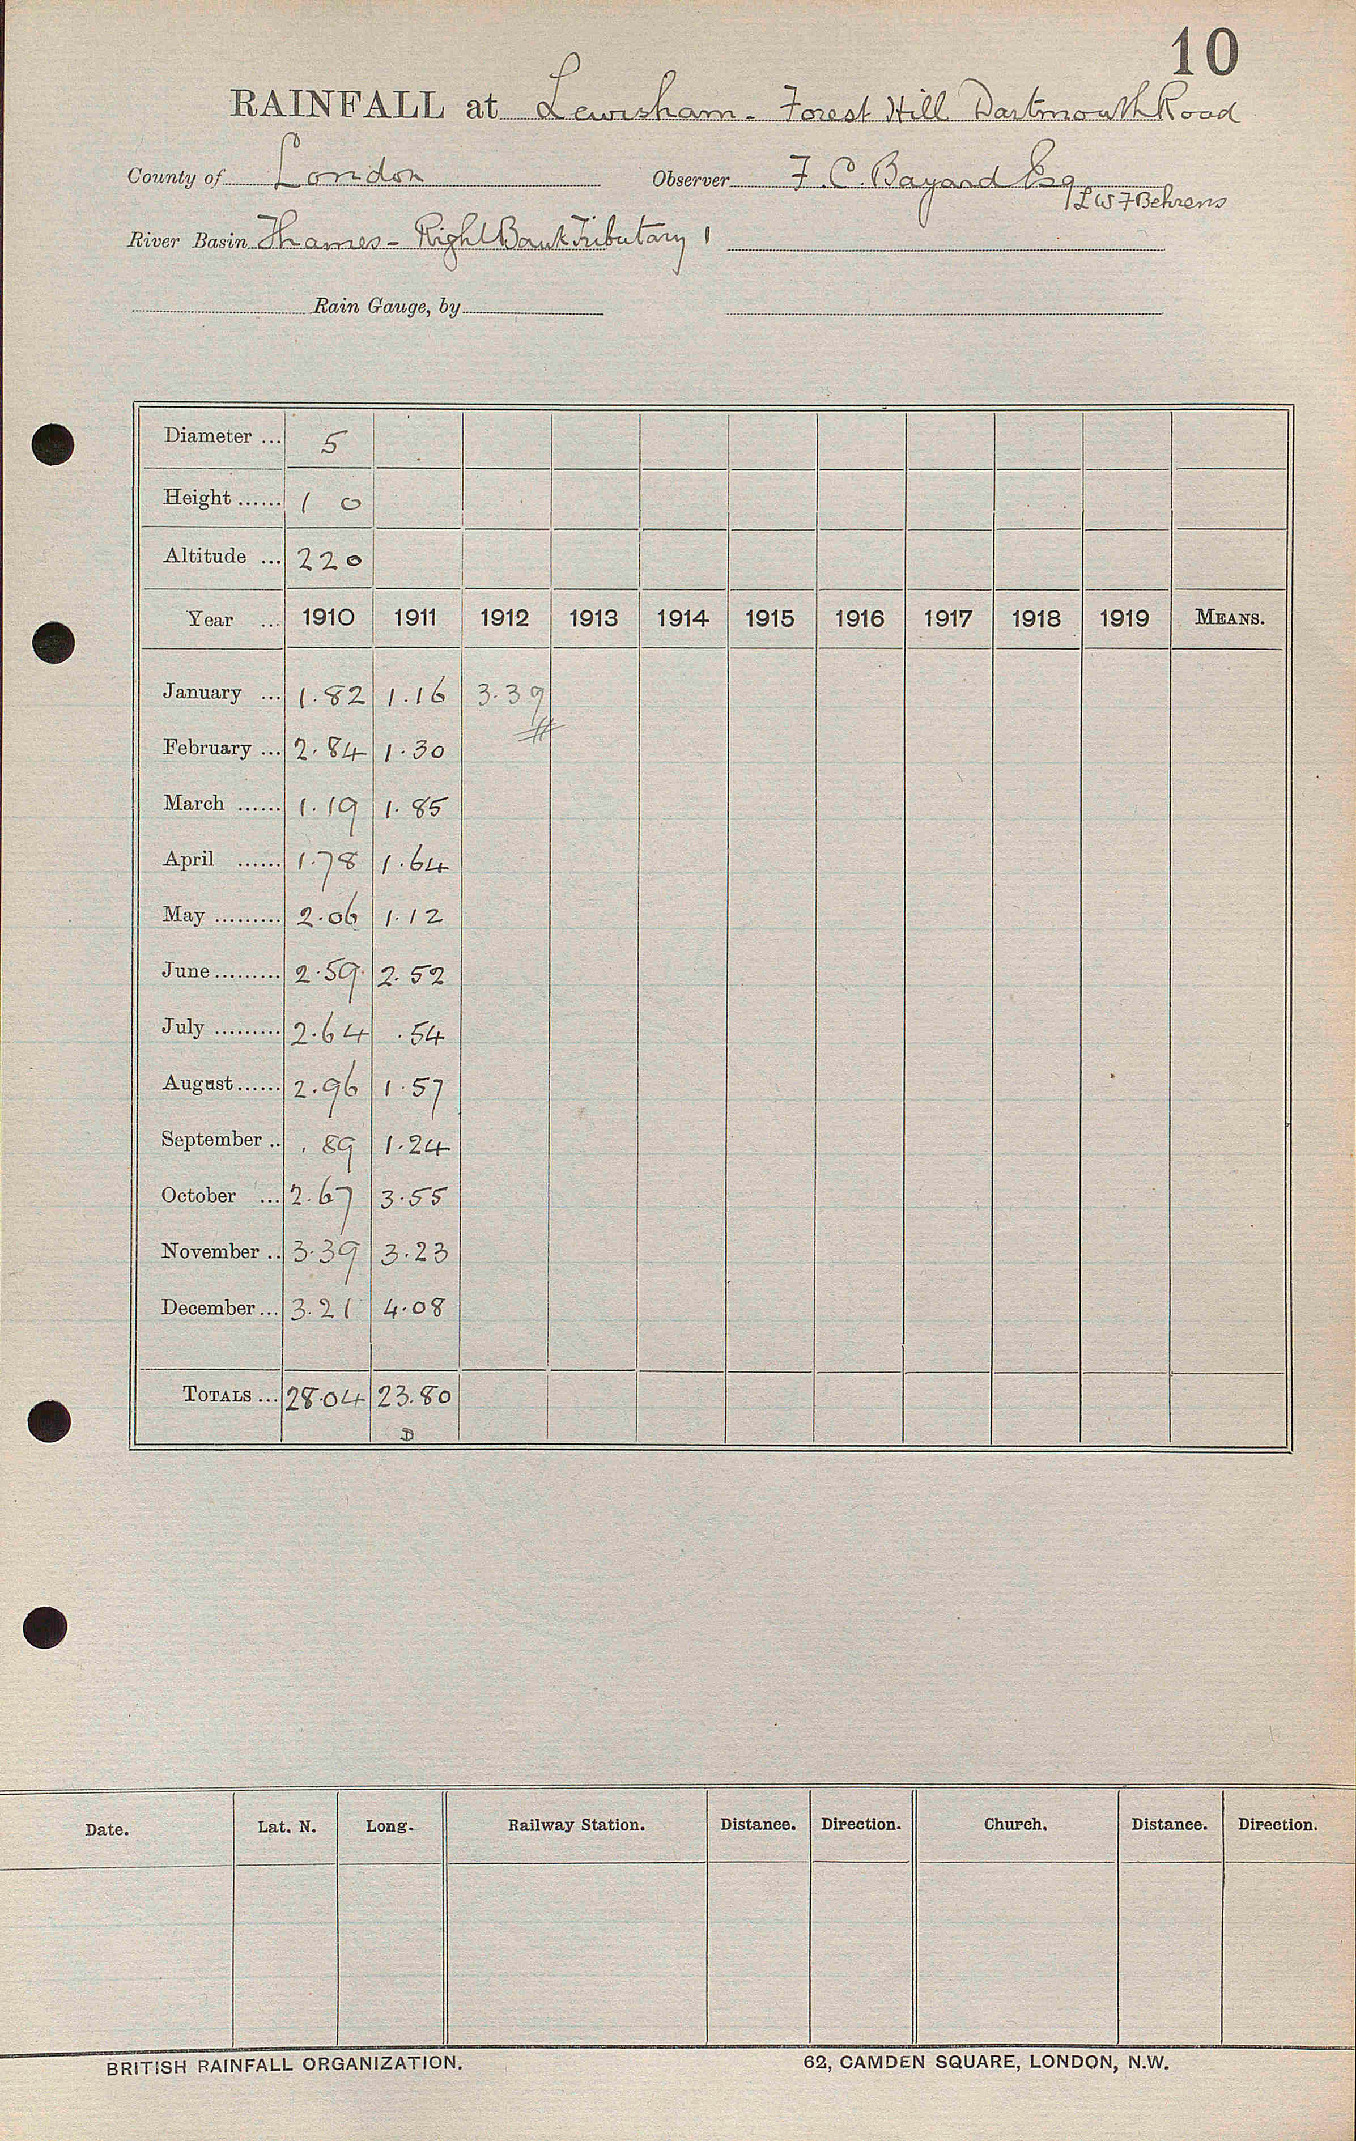 10
RAINFALL at Lewisham - Forest Hill Dartmouth Road
County of London Observer F. C. Bayard Esq
L W F Behrens
River Basin Thames - Right Bank Tributary 1
Rain Gauge, by
Diameter ... 5
Height ...... 1 0
Altitude ... 220
Year ... 1910 1911 1912 1913 1914 1915 1916 1917 1918 1919 MEANS.
January ... 1.82 1.16 3.39
February ... 2.84 1.30
March ...... 1.19 1.85
April ...... 1.78 1.64
May ......... 2.06 1.12
June ......... 2.59 2.52
July ......... 2.64 .54
August ...... 2.96 1.57
September .. .89 1.24
October ... 2.67 3.55
November .. 3.39 3.23
December ... 3.21 4.08
TOTALS ... 28.04 23.80
D
Date. Lat. N. Long. Railway Station. Distance. Direction. Church. Distance. Direction.
BRITISH RAINFALL ORGANIZATION. 62, CAMDEN SQUARE, LONDON, N.W.